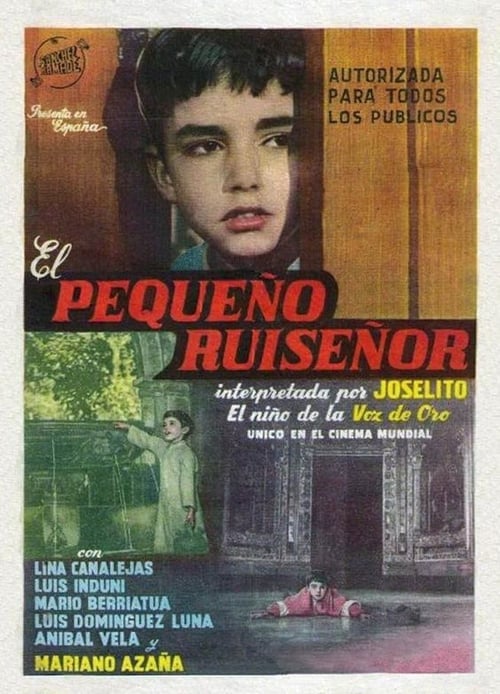 SANCHEZ
RAMADE
Presenta en
España
AUTORIZADA
PARA TODOS
LOS PUBLICOS
El
PEQUEÑO
RUISEÑOR
interpretada por JOSELITO
El niño de la Voz de Oro
UNICO EN EL CINEMA MUNDIAL
con
LINA CANALEJAS
LUIS INDUNI
MARIO BERRIATUA
LUIS DOMINGUEZ LUNA
ANIBAL VELA y
MARIANO AZAÑA